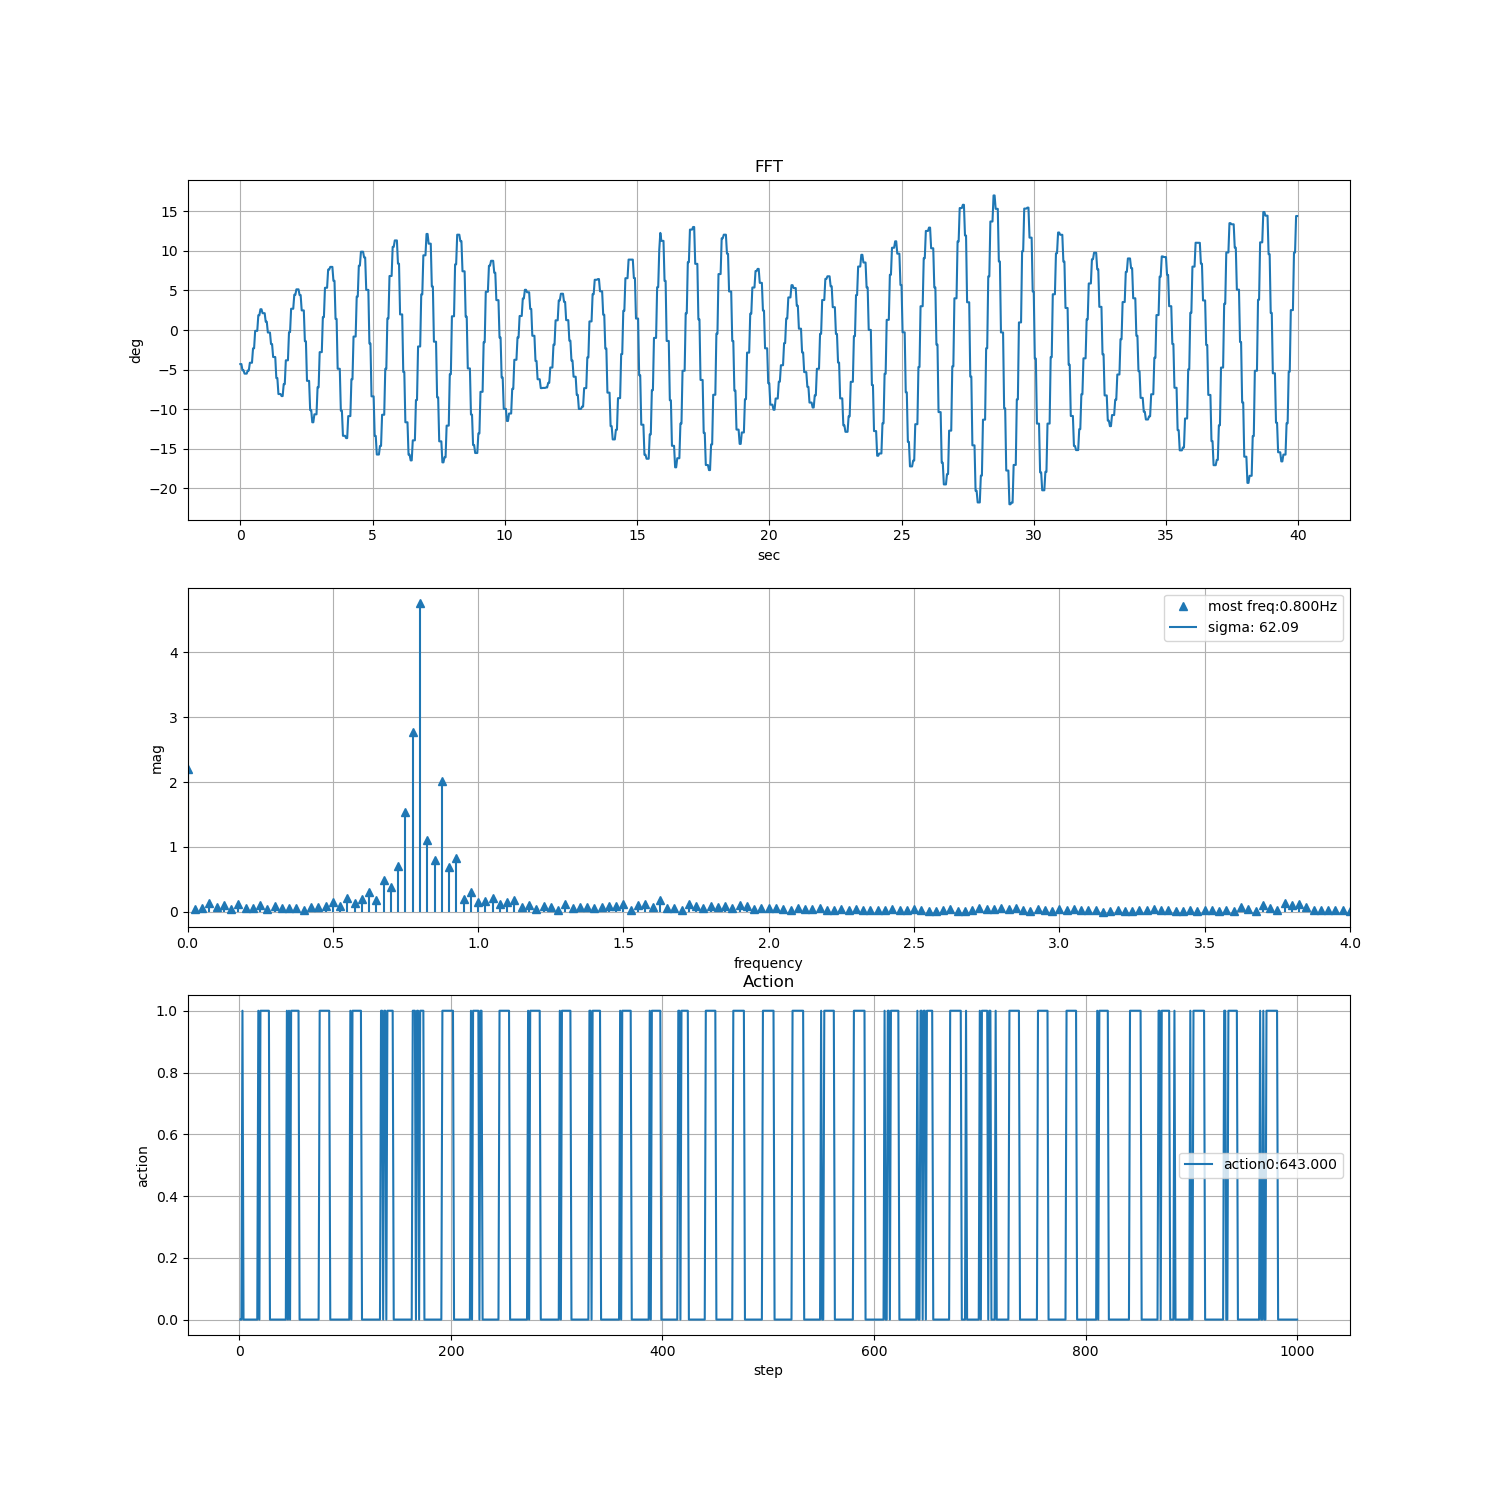 FFT
15
10
5
0
−5
−10
−15
−20
deg
0 5 10 15 20 25 30 35 40
sec
most freq:0.800Hz
sigma: 62.09
4
3
2
1
0
mag
0.0 0.5 1.0 1.5 2.0 2.5 3.0 3.5 4.0
frequency
Action
1.0
0.8
0.6
0.4
0.2
0.0
action
action0:643.000
0 200 400 600 800 1000
step